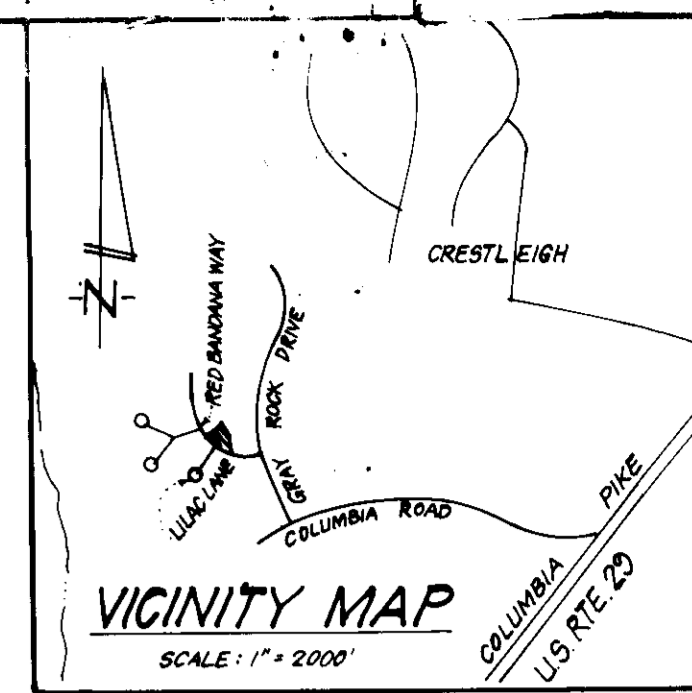 CRESTLEIGH
N
RED BANDANA WAY
GRAY ROCK DRIVE
LILAC LANE
COLUMBIA ROAD
COLUMBIA PIKE
U.S. RTE. 29
VICINITY MAP
SCALE: 1" = 2000'